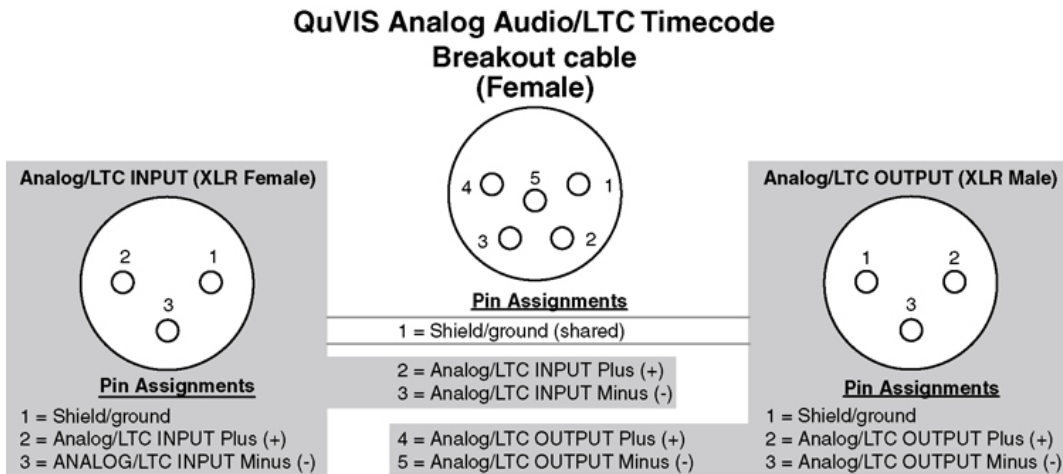 QuVIS Analog Audio/LTC Timecode
Breakout cable
(Female)
Analog/LTC INPUT (XLR Female)
2
1
3
Pin Assignments
1 = Shield/ground
2 = Analog/LTC INPUT Plus (+)
3 = ANALOG/LTC INPUT Minus (-)
4
5
1
3
2
Pin Assignments
1 = Shield/ground (shared)
2 = Analog/LTC INPUT Plus (+)
3 = Analog/LTC INPUT Minus (-)
4 = Analog/LTC OUTPUT Plus (+)
5 = Analog/LTC OUTPUT Minus (-)
Analog/LTC OUTPUT (XLR Male)
1
2
3
Pin Assignments
1 = Shield/ground
2 = Analog/LTC OUTPUT Plus (+)
3 = Analog/LTC OUTPUT Minus (-)